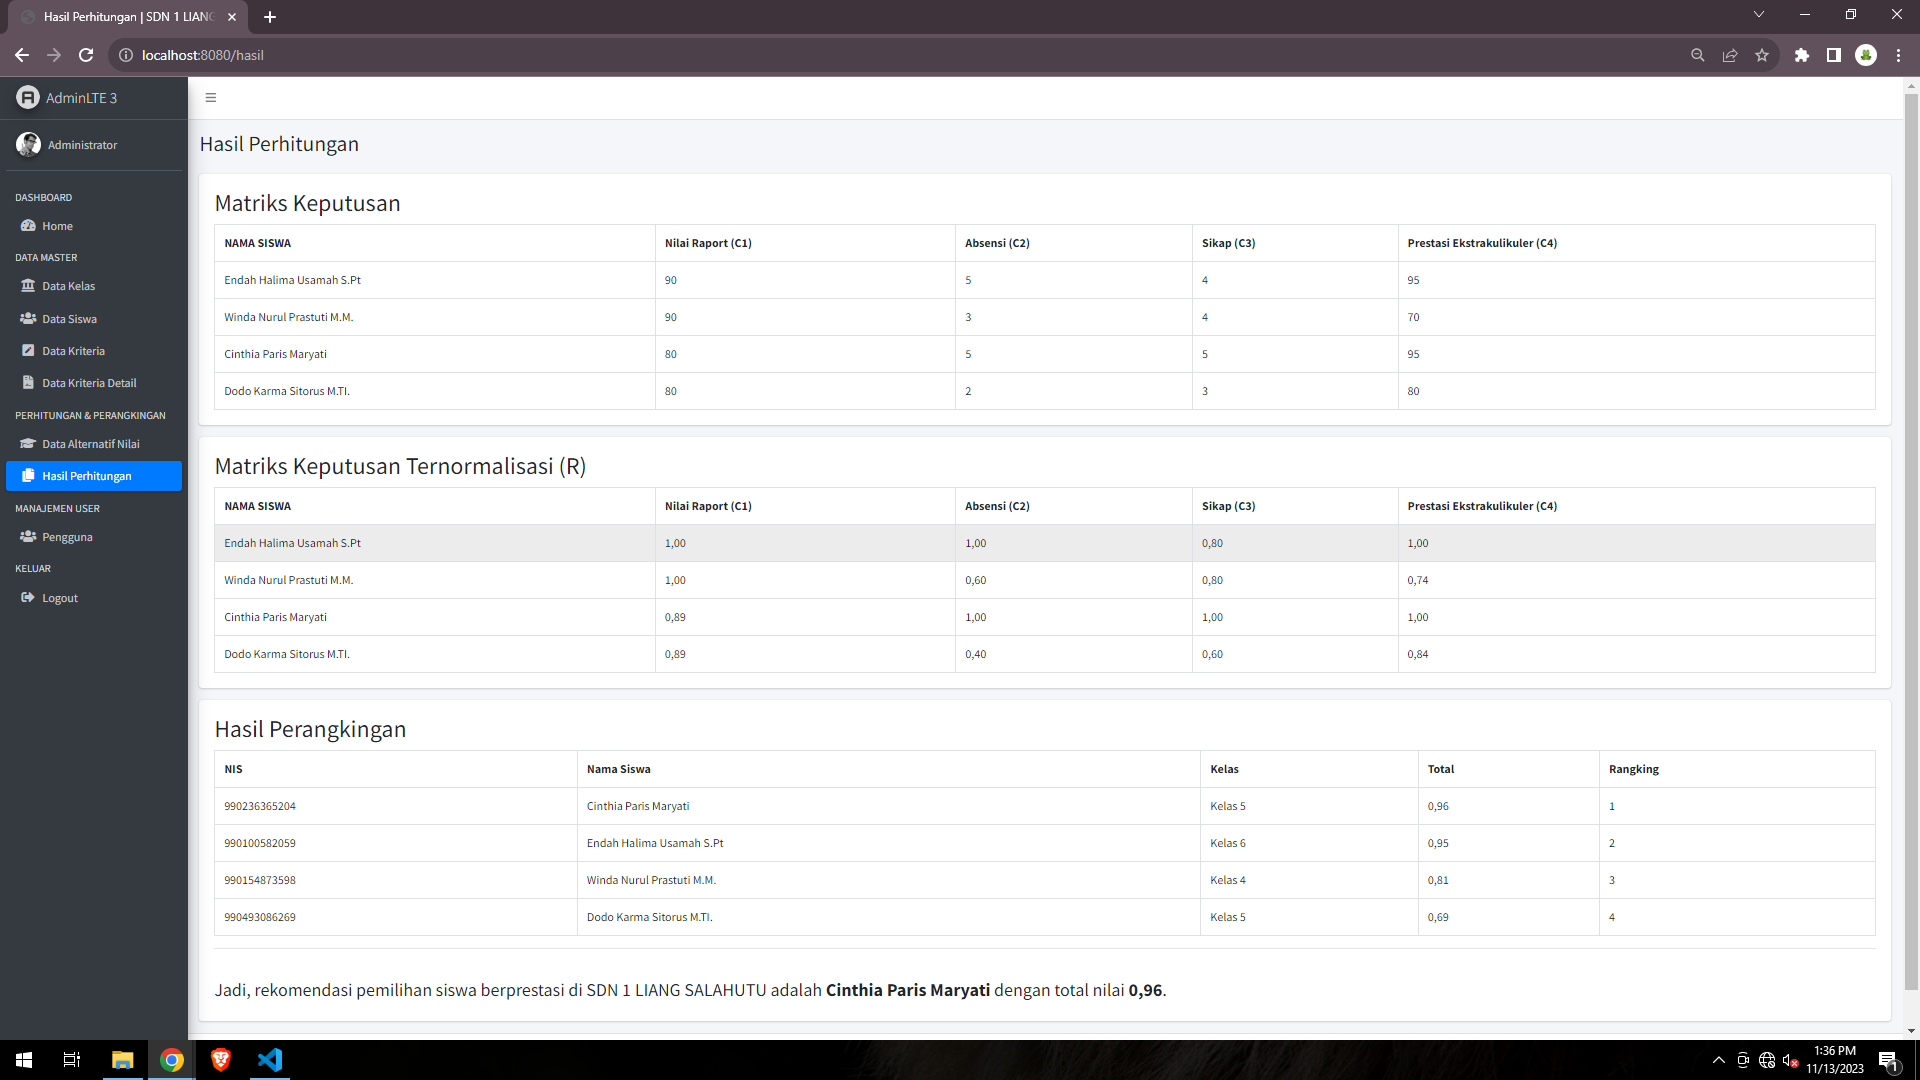 Hasil Perhitungan | SDN 1 LIANG
localhost:8080/hasil
AdminLTE 3
Administrator
DASHBOARD
Home
DATA MASTER
Data Kelas
Data Siswa
Data Kriteria
Data Kriteria Detail
PERHITUNGAN & PERANGKINGAN
Data Alternatif Nilai
Hasil Perhitungan
MANAJEMEN USER
Pengguna
KELUAR
Logout
Hasil Perhitungan
Matriks Keputusan
NAMA SISWA Nilai Raport (C1) Absensi (C2) Sikap (C3) Prestasi Ekstrakulikuler (C4)
Endah Halima Usamah S.Pt 90 5 4 95
Winda Nurul Prastuti M.M. 90 3 4 70
Cinthia Paris Maryati 80 5 5 95
Dodo Karma Sitorus M.TI. 80 2 3 80
Matriks Keputusan Ternormalisasi (R)
NAMA SISWA Nilai Raport (C1) Absensi (C2) Sikap (C3) Prestasi Ekstrakulikuler (C4)
Endah Halima Usamah S.Pt 1,00 1,00 0,80 1,00
Winda Nurul Prastuti M.M. 1,00 0,60 0,80 0,74
Cinthia Paris Maryati 0,89 1,00 1,00 1,00
Dodo Karma Sitorus M.TI. 0,89 0,40 0,60 0,84
Hasil Perangkingan
NIS Nama Siswa Kelas Total Rangking
990236365204 Cinthia Paris Maryati Kelas 5 0,96 1
990100582059 Endah Halima Usamah S.Pt Kelas 6 0,95 2
990154873598 Winda Nurul Prastuti M.M. Kelas 4 0,81 3
990493086269 Dodo Karma Sitorus M.TI. Kelas 5 0,69 4
Jadi, rekomendasi pemilihan siswa berprestasi di SDN 1 LIANG SALAHUTU adalah Cinthia Paris Maryati dengan total nilai 0,96.
1:36 PM
11/13/2023
1